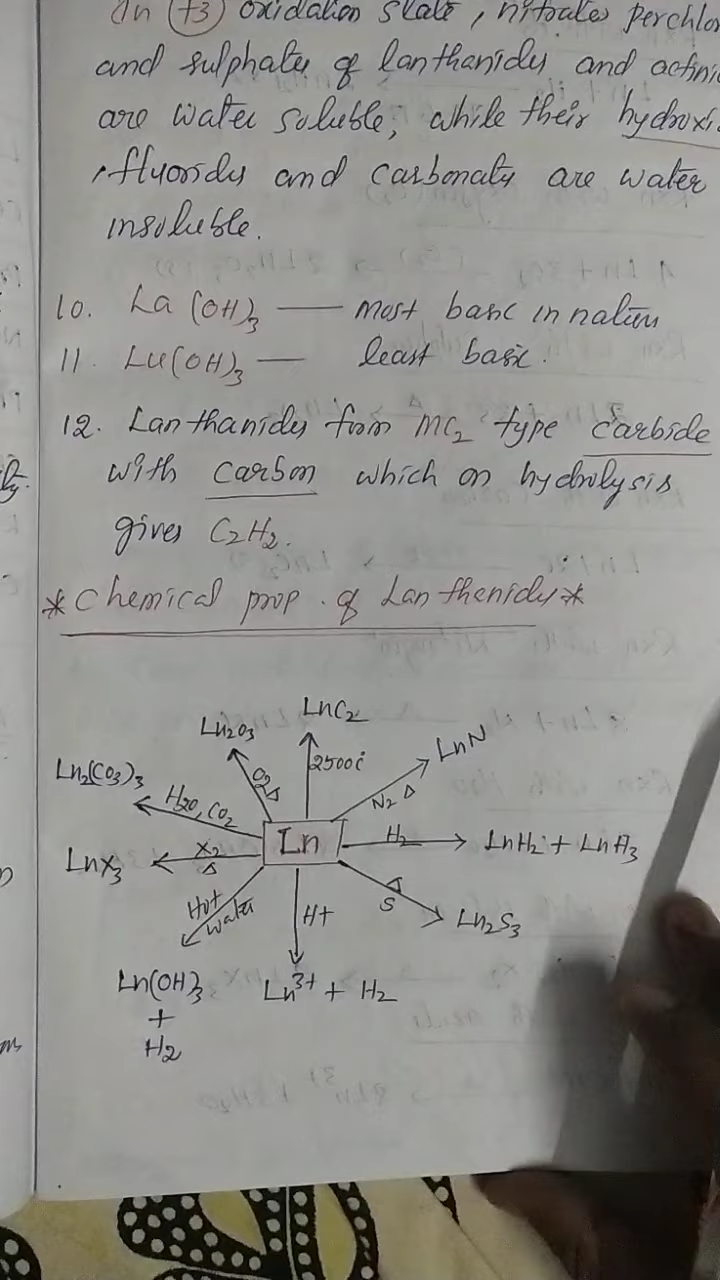 In (+3) oxidation state, nitrates perchlor
and sulphates of lanthanides and actini
are water soluble, while their hydroxi
, fluorides and carbonates are water
insoluble.
10. La(OH)3 — most basic in nature
11. Lu(OH)3 — least basic.
12. Lanthanides from MC2 type carbide
with carbon which on hydrolysis
gives C2H2.
*Chemical prop. of Lanthenides*
LnC2
Ln2O3
2500c
LnN
O2 Δ
N2 Δ
Ln2(CO3)3
H2O, CO2
Ln
H2
LnH2 + LnH3
LnX3
X2
Δ
Hot water
H+
Δ
S
Ln2S3
Ln(OH)3
+
H2
Ln3+ + H2